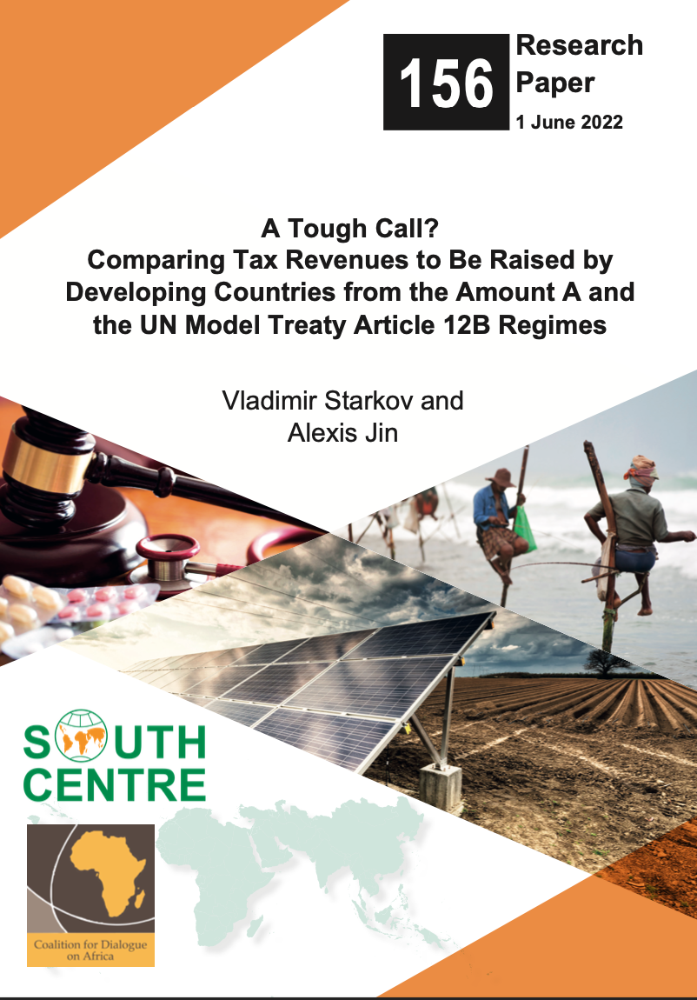 156
Research
Paper
1 June 2022
A Tough Call?
Comparing Tax Revenues to Be Raised by
Developing Countries from the Amount A and
the UN Model Treaty Article 12B Regimes
Vladimir Starkov and
Alexis Jin
SOUTH
CENTRE
Coalition for Dialogue
on Africa